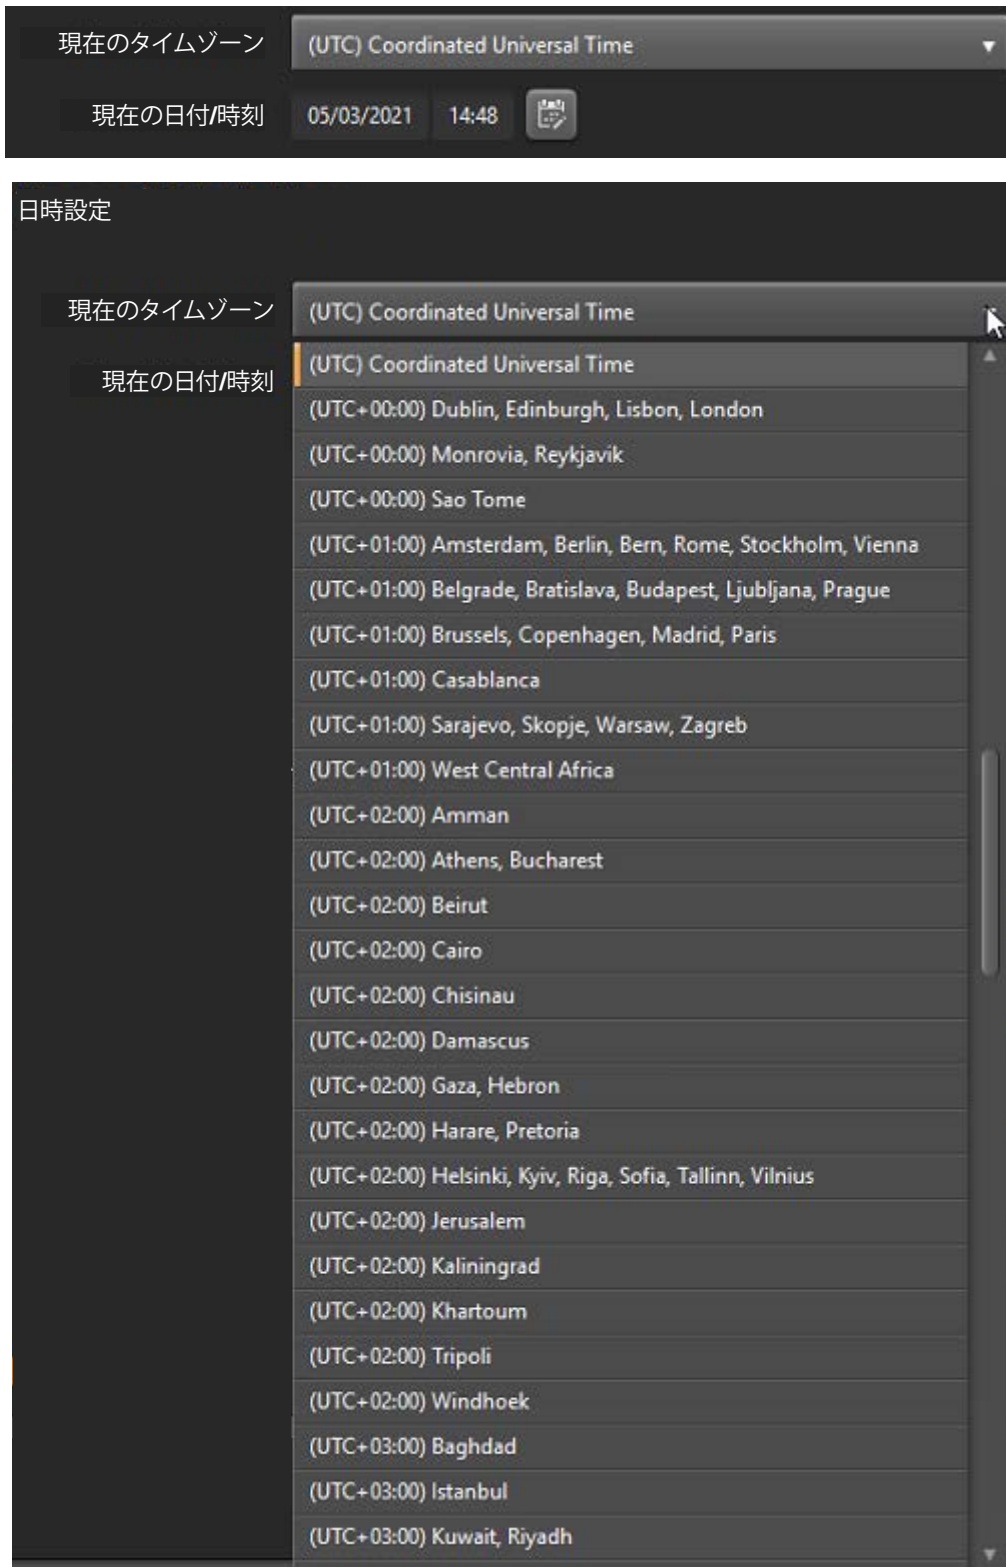 現在のタイムゾーン (UTC) Coordinated Universal Time
現在の日付/時刻 05/03/2021 14:48
日時設定
現在のタイムゾーン (UTC) Coordinated Universal Time
(UTC) Coordinated Universal Time
現在の日付/時刻
(UTC+00:00) Dublin, Edinburgh, Lisbon, London
(UTC+00:00) Monrovia, Reykjavik
(UTC+00:00) Sao Tome
(UTC+01:00) Amsterdam, Berlin, Bern, Rome, Stockholm, Vienna
(UTC+01:00) Belgrade, Bratislava, Budapest, Ljubljana, Prague
(UTC+01:00) Brussels, Copenhagen, Madrid, Paris
(UTC+01:00) Casablanca
(UTC+01:00) Sarajevo, Skopje, Warsaw, Zagreb
(UTC+01:00) West Central Africa
(UTC+02:00) Amman
(UTC+02:00) Athens, Bucharest
(UTC+02:00) Beirut
(UTC+02:00) Cairo
(UTC+02:00) Chisinau
(UTC+02:00) Damascus
(UTC+02:00) Gaza, Hebron
(UTC+02:00) Harare, Pretoria
(UTC+02:00) Helsinki, Kyiv, Riga, Sofia, Tallinn, Vilnius
(UTC+02:00) Jerusalem
(UTC+02:00) Kaliningrad
(UTC+02:00) Khartoum
(UTC+02:00) Tripoli
(UTC+02:00) Windhoek
(UTC+03:00) Baghdad
(UTC+03:00) Istanbul
(UTC+03:00) Kuwait, Riyadh